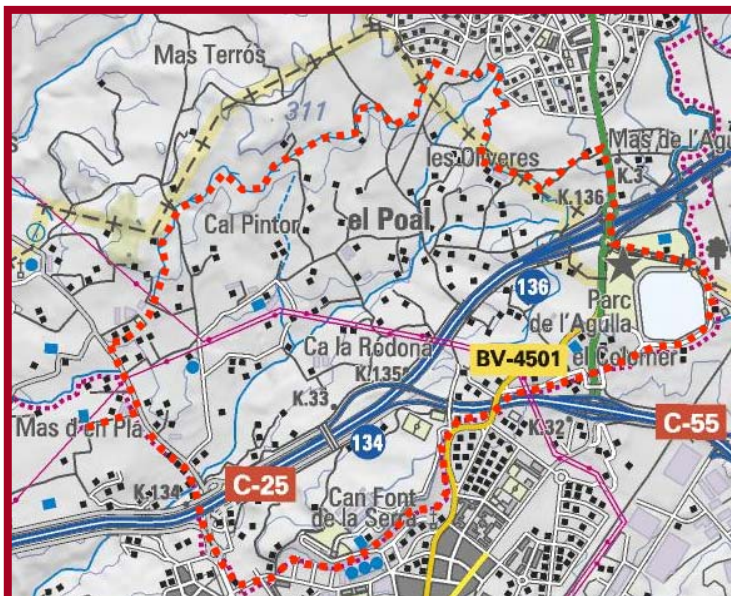 Mas Terrós
311
Mas de l'Agu
les Oliveres
K.3
K.136
Cal Pintor
el Poal
136
Parc
de l'Agulla
Ca la Rodona
BV-4501
el Colomer
K.135
K.33
Mas d'en Plá
K.32
C-55
134
C-25
K.134
Can Font
de la Serra